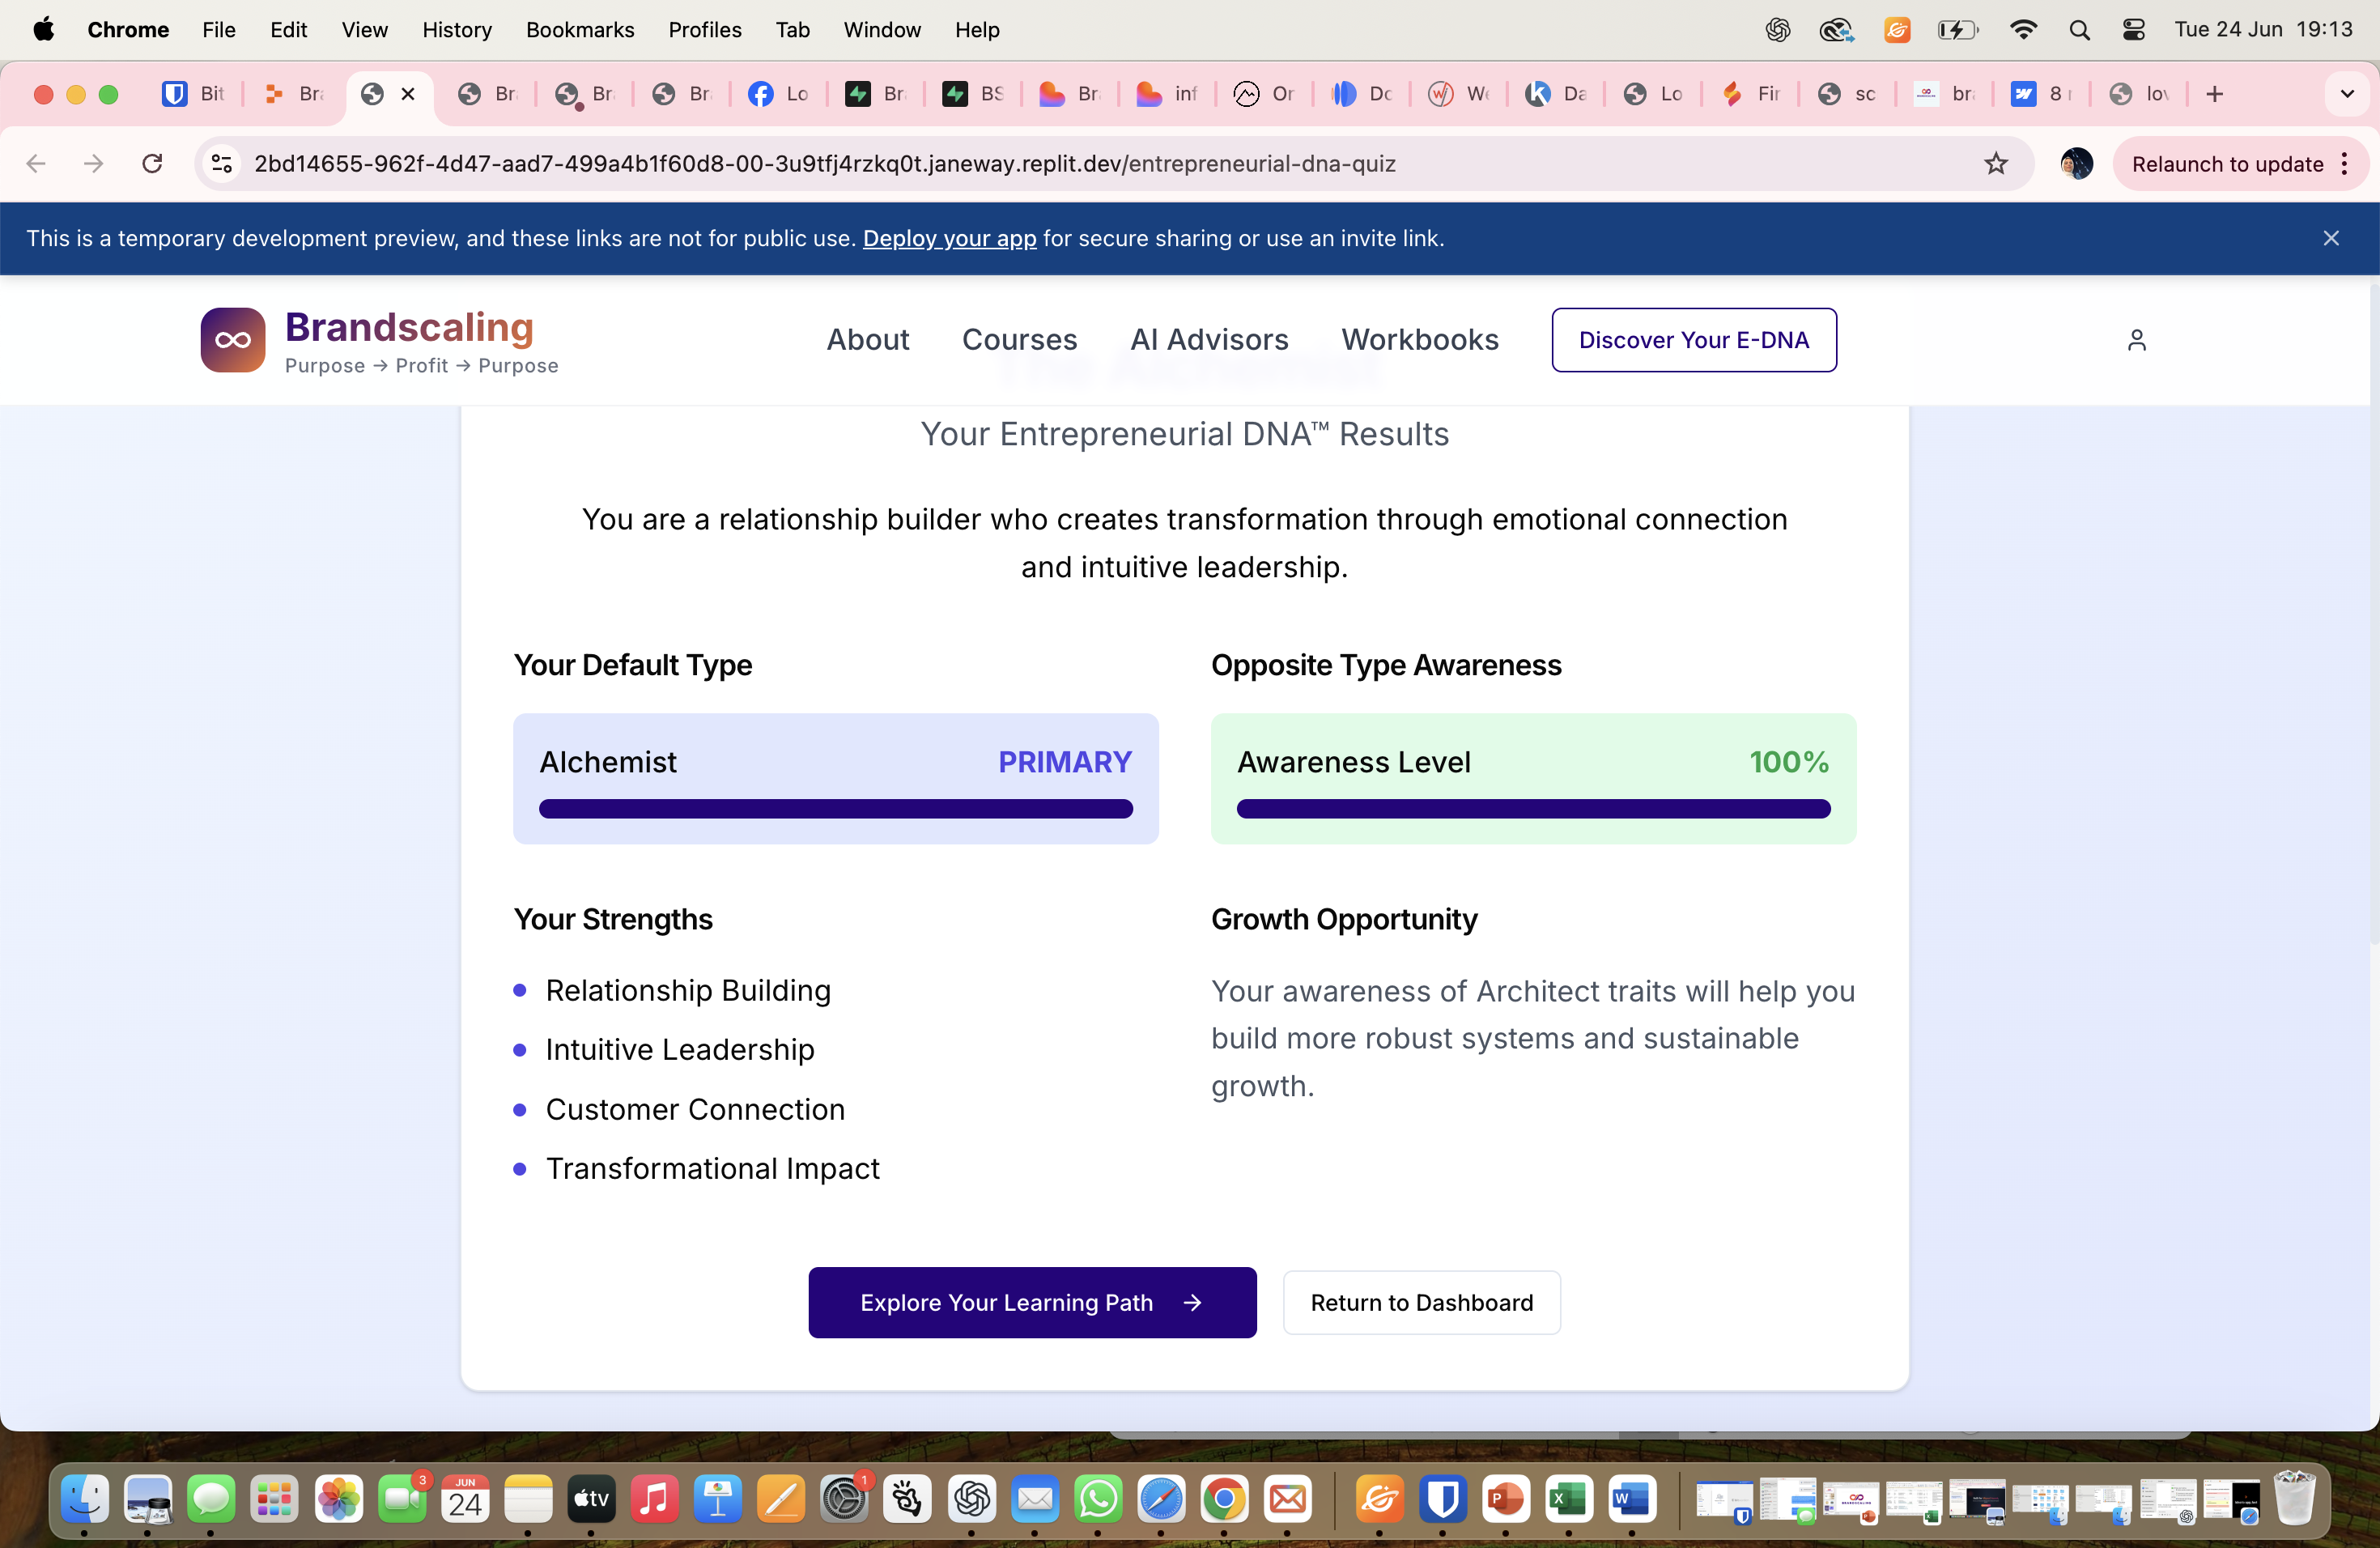 Chrome File Edit View History Bookmarks Profiles Tab Window Help Tue 24 Jun 19:13
Bit Bra Br Br Br Lo Br BS Br inf Or Dc We Da Lo Fir sc bra 8 lov
2bd14655-962f-4d47-aad7-499a4b1f60d8-00-3u9tfj4rzkq0t.janeway.replit.dev/entrepreneurial-dna-quiz Relaunch to update
This is a temporary development preview, and these links are not for public use. Deploy your app for secure sharing or use an invite link.
Brandscaling
Purpose → Profit → Purpose
About Courses AI Advisors Workbooks Discover Your E-DNA
The Alchemist
Your Entrepreneurial DNA™ Results
You are a relationship builder who creates transformation through emotional connection
and intuitive leadership.
Your Default Type
Alchemist PRIMARY
Opposite Type Awareness
Awareness Level 100%
Your Strengths
Relationship Building
Intuitive Leadership
Customer Connection
Transformational Impact
Growth Opportunity
Your awareness of Architect traits will help you
build more robust systems and sustainable
growth.
Explore Your Learning Path →
Return to Dashboard
3 JUN 24 tv 1 P X W